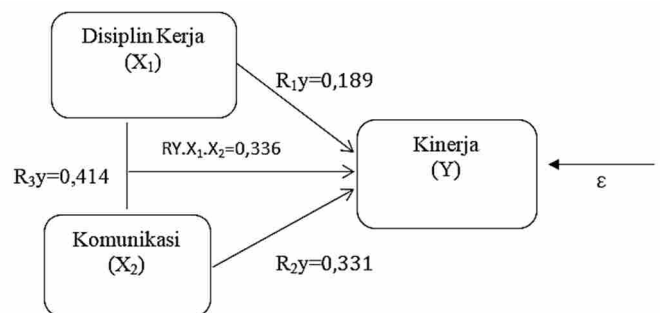 Disiplin Kerja
(X₁)
R₁y=0,189
RY.X₁.X₂=0,336
Kinerja
(Y)
R₃y=0,414
ε
Komunikasi
(X₂)
R₂y=0,331